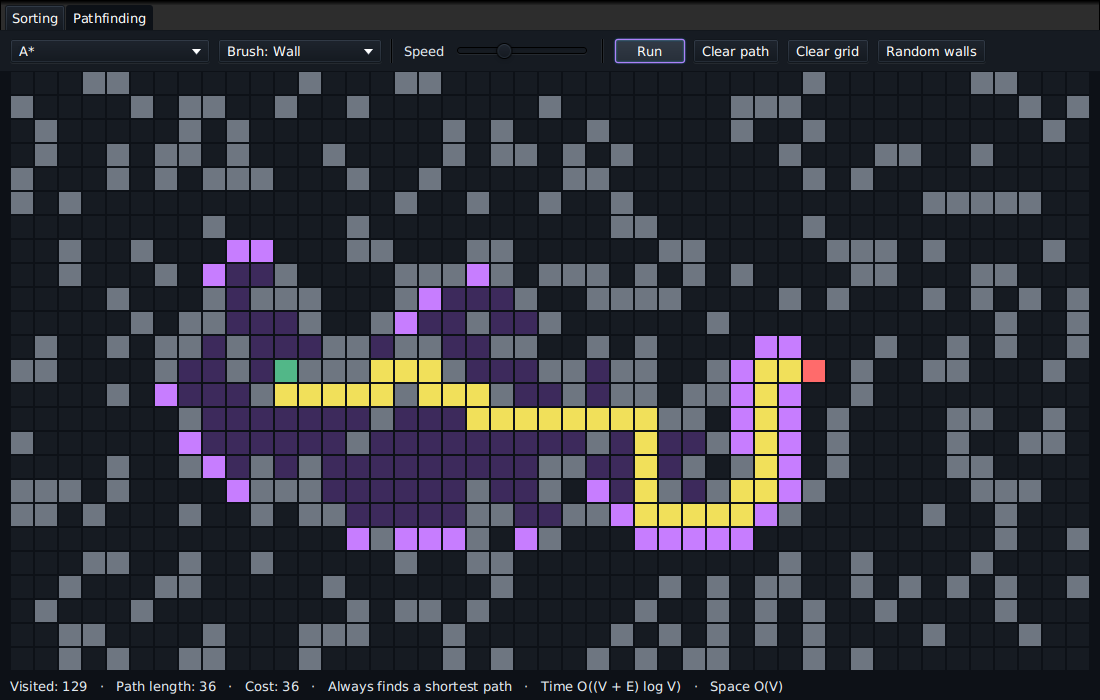 Sorting Pathfinding
A* Brush: Wall Speed Run Clear path Clear grid Random walls
Visited: 129 · Path length: 36 · Cost: 36 · Always finds a shortest path · Time O((V + E) log V) · Space O(V)